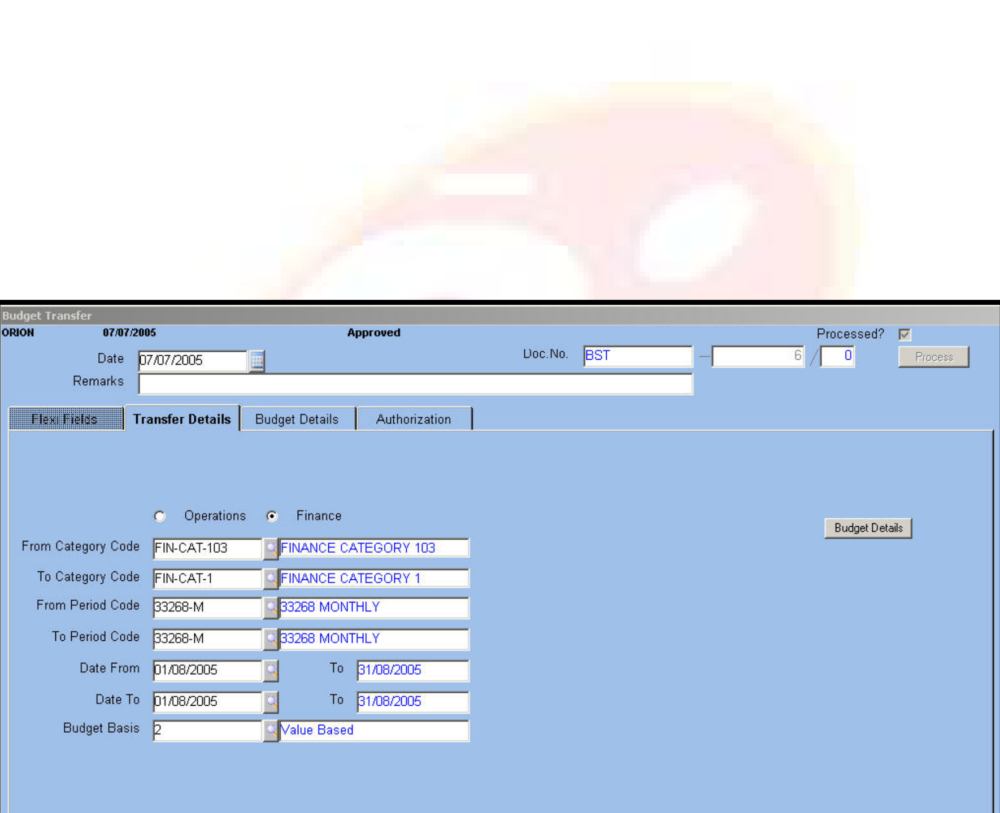 Budget Transfer
ORION 07/07/2005 Approved Processed?
Date 07/07/2005 Doc.No. BST – 6 / 0 Process
Remarks
Flexi Fields Transfer Details Budget Details Authorization
Operations Finance
Budget Details
From Category Code FIN-CAT-103 FINANCE CATEGORY 103
To Category Code FIN-CAT-1 FINANCE CATEGORY 1
From Period Code 33268-M 33268 MONTHLY
To Period Code 33268-M 33268 MONTHLY
Date From 01/08/2005 To 31/08/2005
Date To 01/08/2005 To 31/08/2005
Budget Basis 2 Value Based